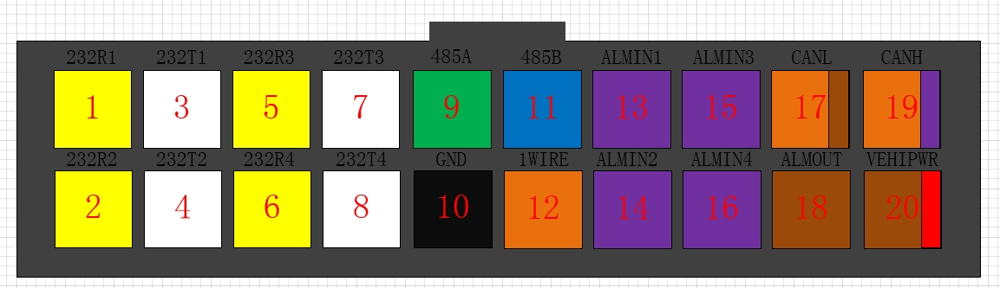 232R1 232T1 232R3 232T3 485A 485B ALMIN1 ALMIN3 CANL CANH
1 3 5 7 9 11 13 15 17 19
232R2 232T2 232R4 232T4 GND 1WIRE ALMIN2 ALMIN4 ALMOUT VEHIPWR
2 4 6 8 10 12 14 16 18 20